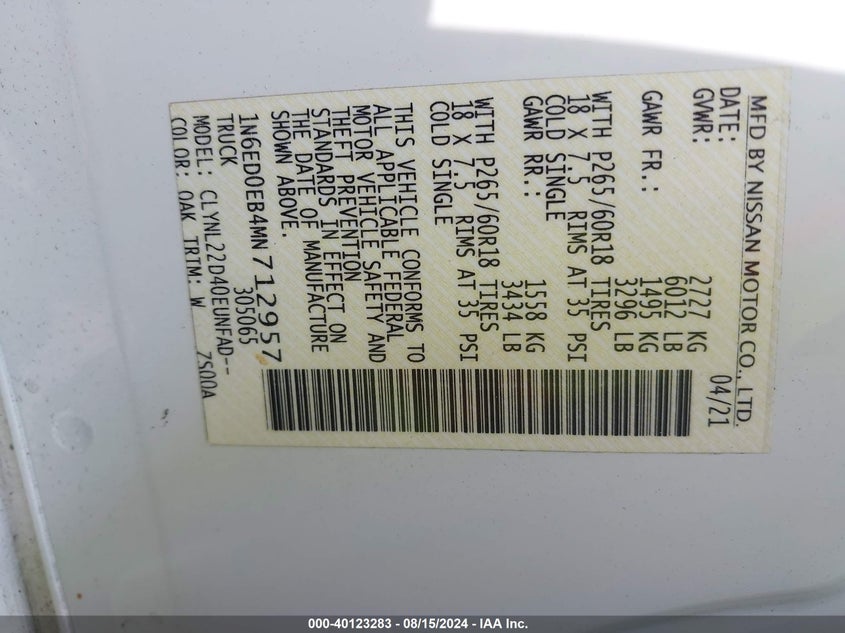 MFD BY NISSAN MOTOR CO., LTD.
DATE: 04/21
GVWR: 2727 KG
6012 LB
GAWR FR.: 1495 KG
3296 LB
WITH P265/60R18 TIRES
18 X 7.5 RIMS AT 35 PSI
COLD SINGLE
GAWR RR.: 1558 KG
3434 LB
WITH P265/60R18 TIRES
18 X 7.5 RIMS AT 35 PSI
COLD SINGLE
THIS VEHICLE CONFORMS TO
ALL APPLICABLE FEDERAL
MOTOR VEHICLE SAFETY AND
THEFT PREVENTION
STANDARDS IN EFFECT ON
THE DATE OF MANUFACTURE
SHOWN ABOVE.
1N6ED0EB4MN712957
TRUCK 305065
MODEL: CLYNL22D40EUNFAD--
COLOR: QAK TRIM: W 7S00A
000-40123283 - 08/15/2024 - IAA Inc.